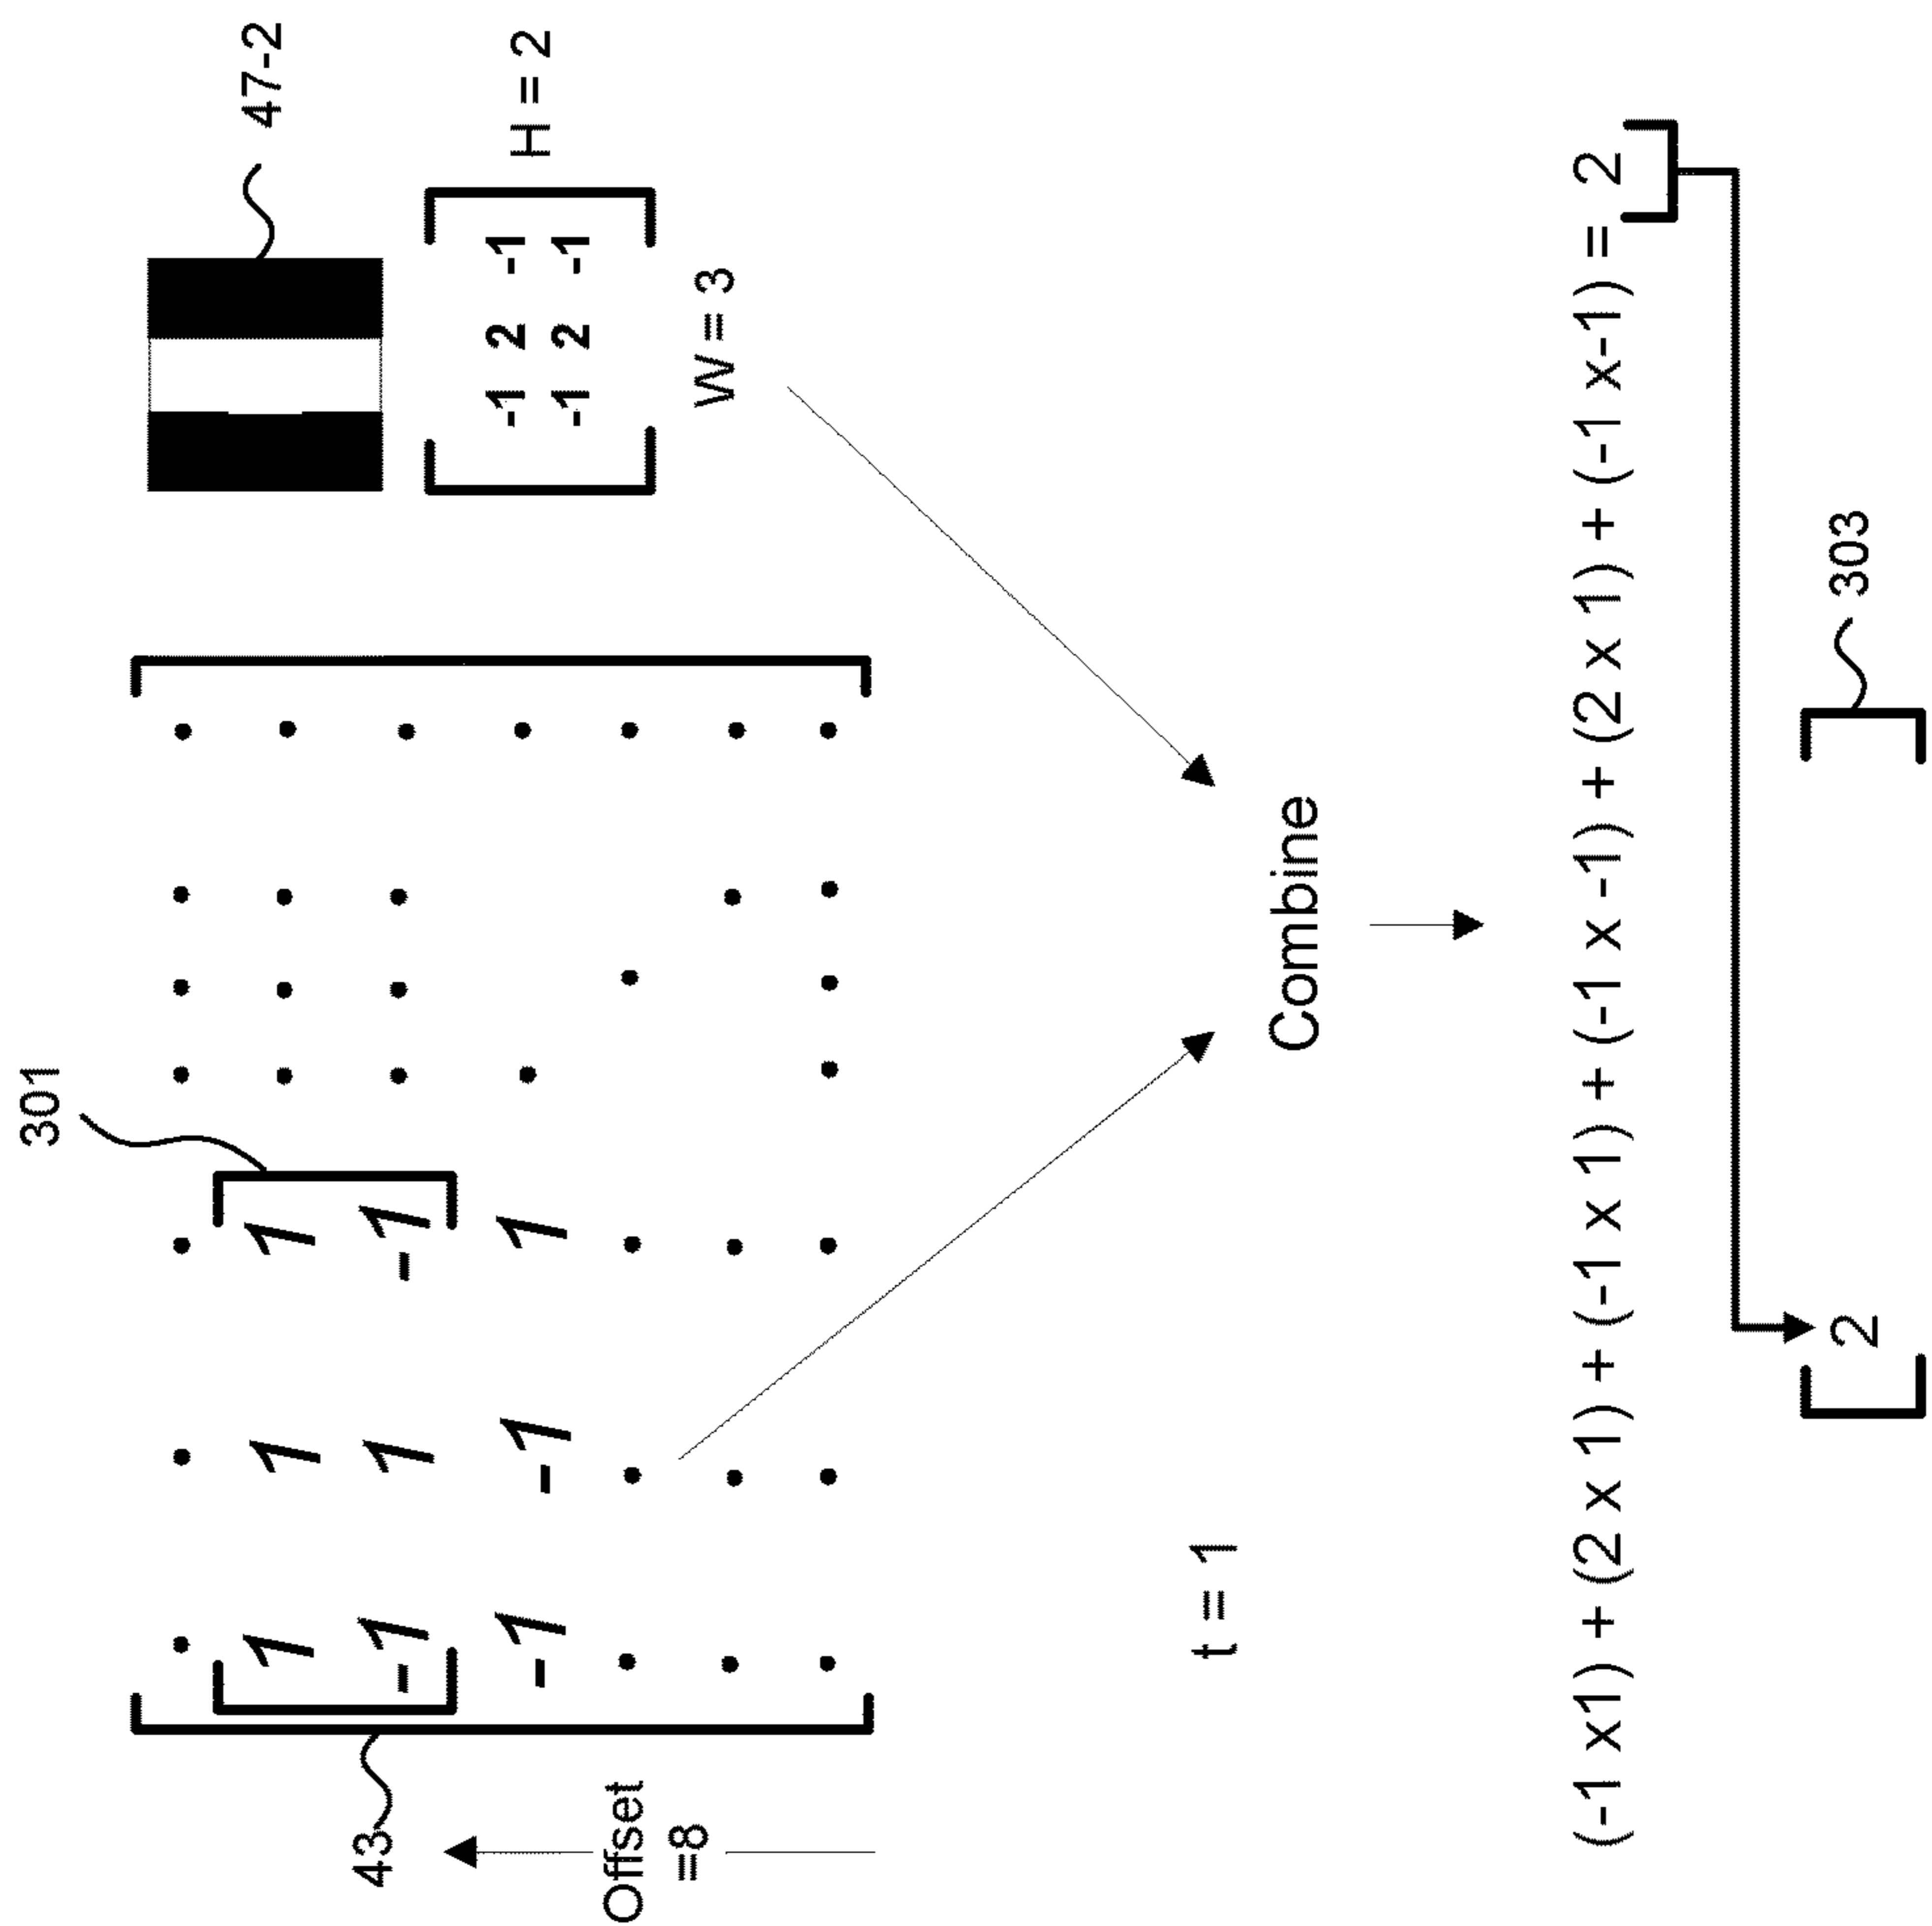 301
47-2
1 1 1
43 -1 1 -1
-1 -1 1
-1 2 -1
-1 2 -1
H = 2
W = 3
Offset
=8
t = 1
Combine
(-1 x1) + (2 x 1) + (-1 x 1) + (-1 x -1) + (2 x 1) + (-1 x-1) = 2
2
303